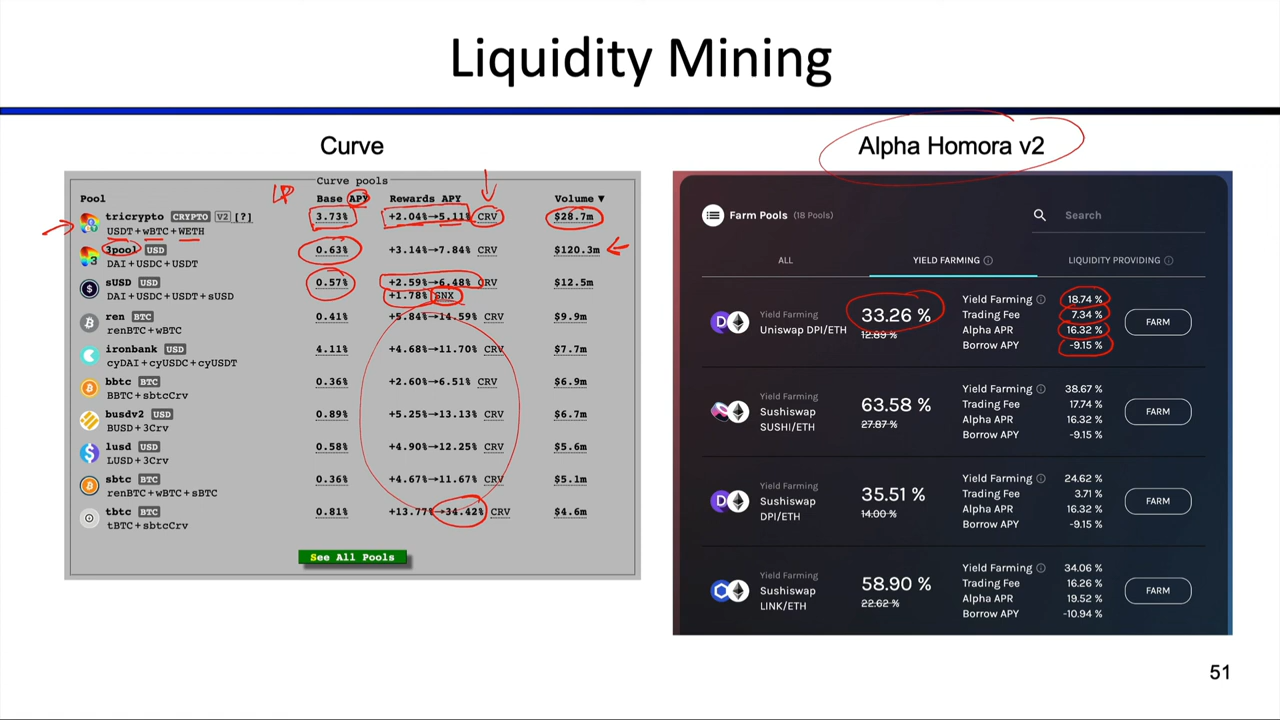 Liquidity Mining
Curve
Alpha Homora v2
Curve pools
Pool
LP
Base APY
Rewards APY
Volume ▼
tricrypto CRYPTO V2 [?]
USDT + wBTC + WETH
3.73%
+2.04%→5.11% CRV
$28.7m
3pool USD
DAI + USDC + USDT
0.63%
+3.14%→7.84% CRV
$120.3m
sUSD USD
DAI + USDC + USDT + sUSD
0.57%
+2.59%→6.48% CRV
+1.78% SNX
$12.5m
ren BTC
renBTC + wBTC
0.41%
+5.84%→14.59% CRV
$9.9m
ironbank USD
cyDAI + cyUSDC + cyUSDT
4.11%
+4.68%→11.70% CRV
$7.7m
bbtc BTC
BBTC + sbtcCrv
0.36%
+2.60%→6.51% CRV
$6.9m
busdv2 USD
BUSD + 3Crv
0.89%
+5.25%→13.13% CRV
$6.7m
lusd USD
LUSD + 3Crv
0.58%
+4.90%→12.25% CRV
$5.6m
sbtc BTC
renBTC + wBTC + sBTC
0.36%
+4.67%→11.67% CRV
$5.1m
tbtc BTC
tBTC + sbtcCrv
0.81%
+13.77%→34.42% CRV
$4.6m
See All Pools
Farm Pools (18 Pools)
Search
ALL
YIELD FARMING
LIQUIDITY PROVIDING
Yield Farming
Uniswap DPI/ETH
33.26 %
12.89 %
Yield Farming 18.74 %
Trading Fee 7.34 %
Alpha APR 16.32 %
Borrow APY -9.15 %
FARM
Yield Farming
Sushiswap
SUSHI/ETH
63.58 %
27.87 %
Yield Farming 38.67 %
Trading Fee 17.74 %
Alpha APR 16.32 %
Borrow APY -9.15 %
FARM
Yield Farming
Sushiswap
DPI/ETH
35.51 %
14.00 %
Yield Farming 24.62 %
Trading Fee 3.71 %
Alpha APR 16.32 %
Borrow APY -9.15 %
FARM
Yield Farming
Sushiswap
LINK/ETH
58.90 %
22.62 %
Yield Farming 34.06 %
Trading Fee 16.26 %
Alpha APR 19.52 %
Borrow APY -10.94 %
FARM
51